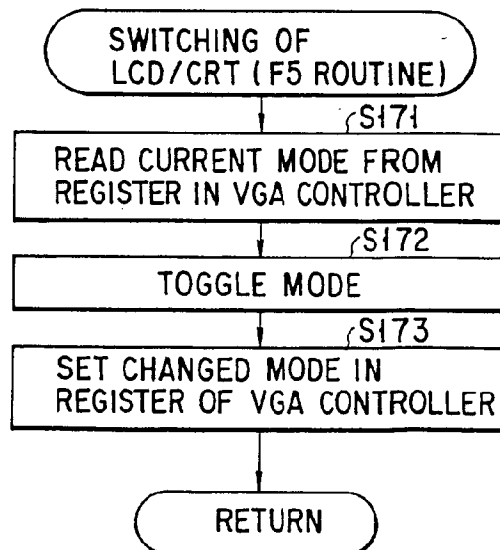 SWITCHING OF
LCD/CRT (F5 ROUTINE)
S171
READ CURRENT MODE FROM
REGISTER IN VGA CONTROLLER
S172
TOGGLE MODE
S173
SET CHANGED MODE IN
REGISTER OF VGA CONTROLLER
RETURN